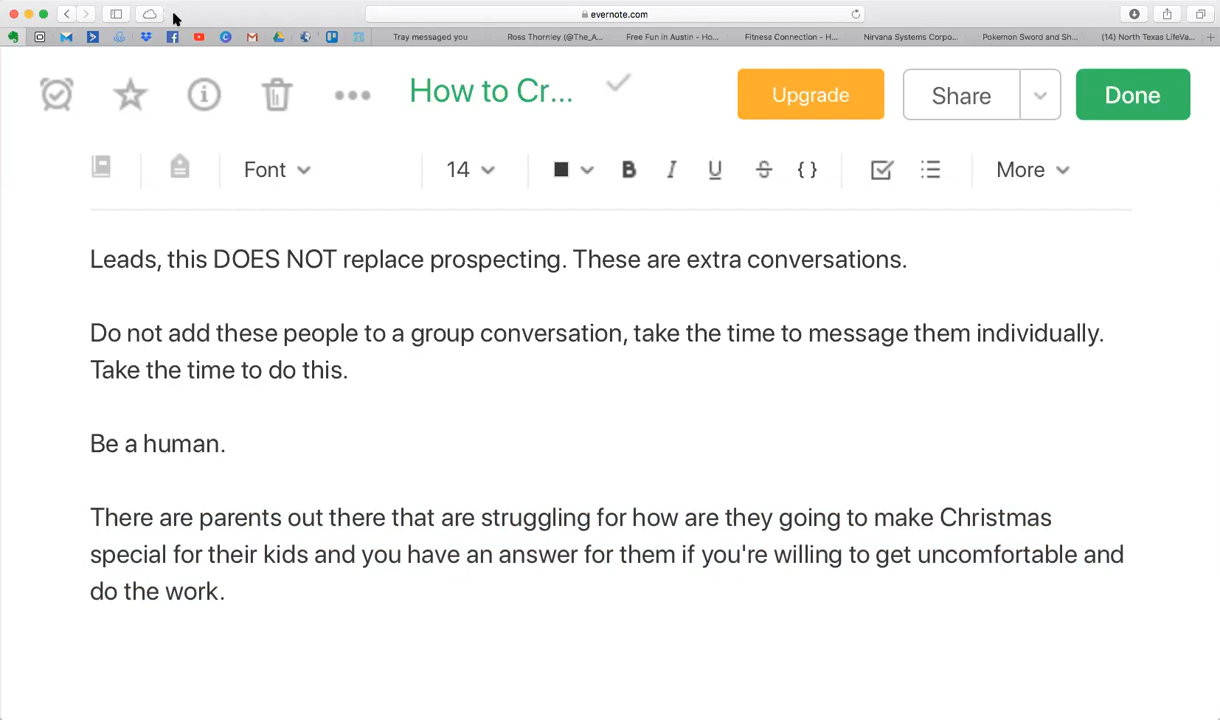 evernote.com
Tray messaged you
Ross Thornley (@The_A...
Free Fun in Austin - Ho...
Fitness Connection - H...
Nirvana Systems Corpo...
Pokemon Sword and Sh...
(14) North Texas LifeVa...
How to Cr...
Upgrade
Share
Done
Font
14
B
I
U
S
{ }
More
Leads, this DOES NOT replace prospecting. These are extra conversations.
Do not add these people to a group conversation, take the time to message them individually.
Take the time to do this.
Be a human.
There are parents out there that are struggling for how are they going to make Christmas
special for their kids and you have an answer for them if you're willing to get uncomfortable and
do the work.